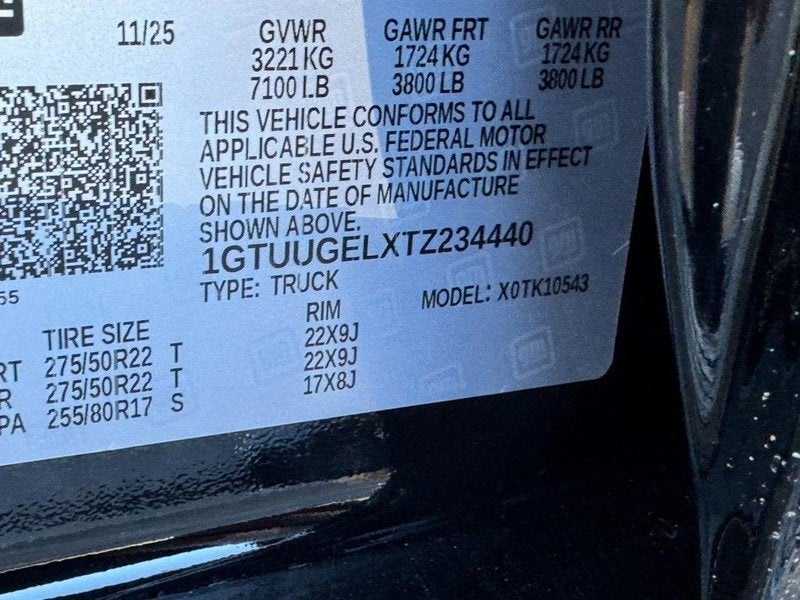 11/25 GVWR GAWR FRT GAWR RR
3221 KG 1724 KG 1724 KG
7100 LB 3800 LB 3800 LB
THIS VEHICLE CONFORMS TO ALL
APPLICABLE U.S. FEDERAL MOTOR
VEHICLE SAFETY STANDARDS IN EFFECT
ON THE DATE OF MANUFACTURE
SHOWN ABOVE.
1GTUUGELXTZ234440
TYPE: TRUCK MODEL: X0TK10543
55
TIRE SIZE RIM
RT 275/50R22 T 22X9J
R 275/50R22 T 22X9J
PA 255/80R17 S 17X8J